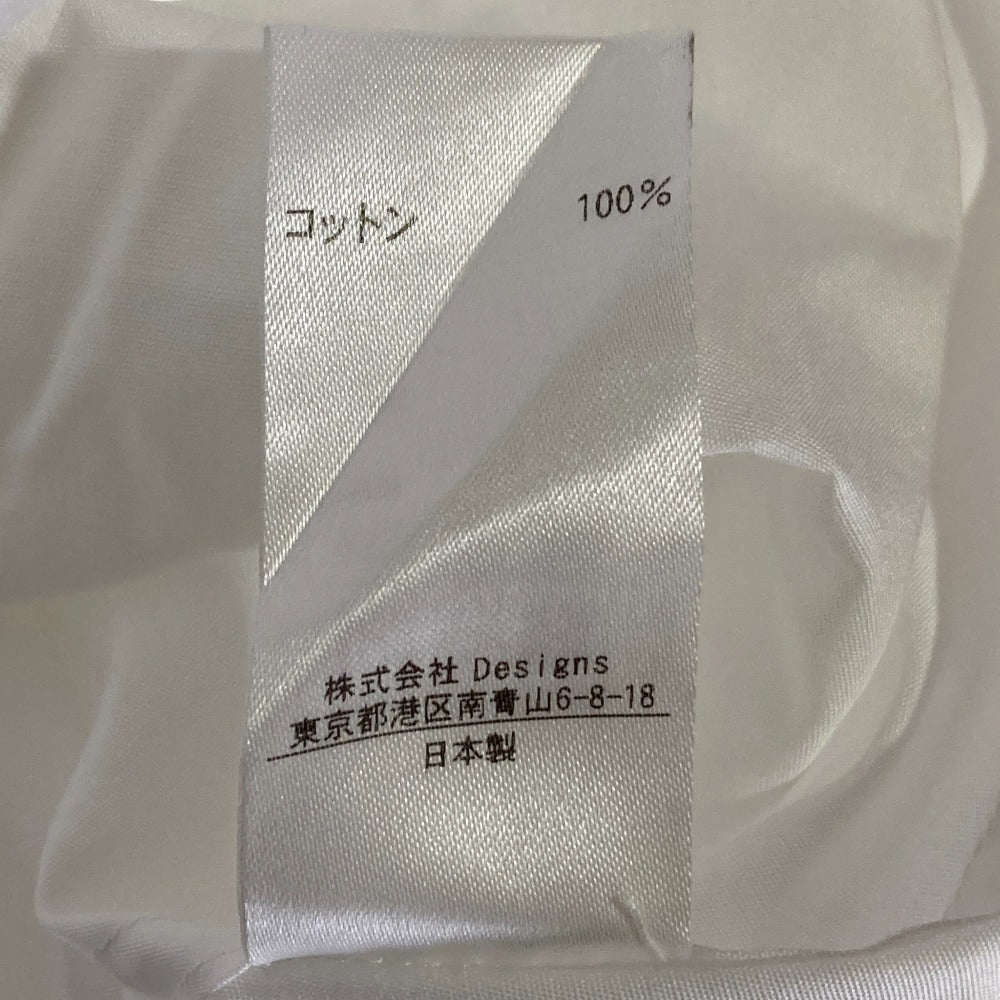 コットン 100%
株式会社 Designs
東京都港区南青山6-8-18
日本製